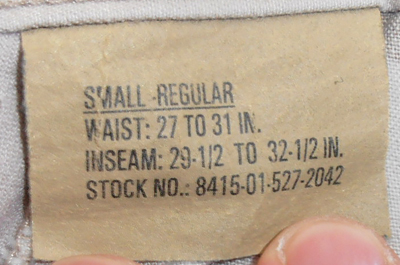 SMALL-REGULAR
WAIST: 27 TO 31 IN.
INSEAM: 29-1/2 TO 32-1/2 IN.
STOCK NO.: 8415-01-527-2042